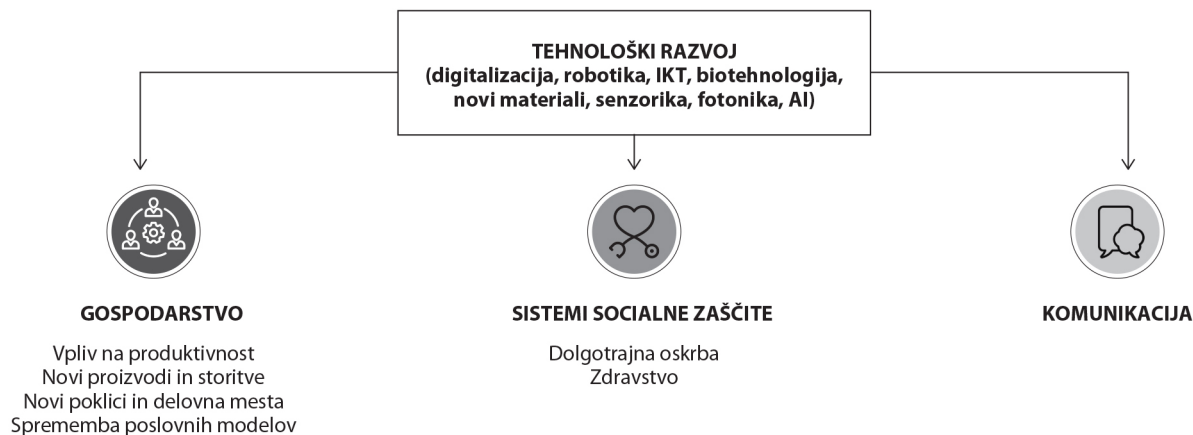 TEHNOLOŠKI RAZVOJ
(digitalizacija, robotika, IKT, biotehnologija,
novi materiali, senzorika, fotonika, AI)
GOSPODARSTVO
Vpliv na produktivnost
Novi proizvodi in storitve
Novi poklici in delovna mesta
Sprememba poslovnih modelov
SISTEMI SOCIALNE ZAŠČITE
Dolgotrajna oskrba
Zdravstvo
KOMUNIKACIJA